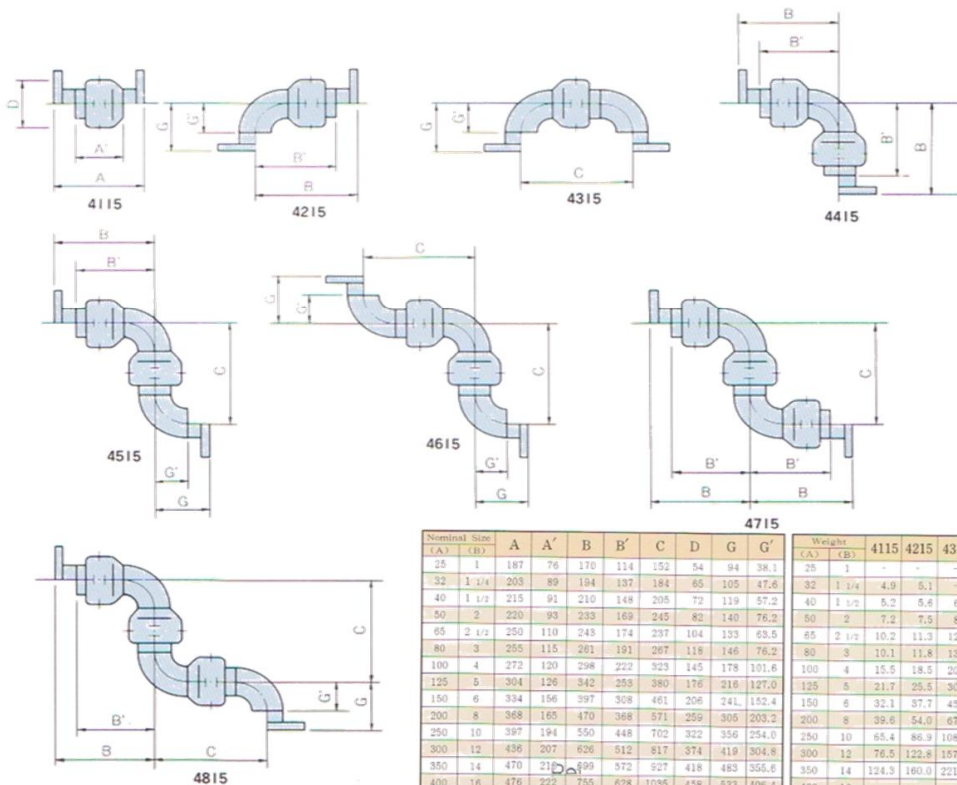 B
B'
D
A'
A
4115
G
G'
B'
B
4215
G
G'
C
4315
B
B'
B'
B
4415
B
B'
C
G'
G
4515
C
G
G'
C
G'
G
4615
C
B' B'
B B
4715
C
G'
G
B'
B C
4815
Nominal Size A A' B B' C D G G'
(A) (B)
25 1 187 76 170 114 152 54 94 38.1
32 1 1/4 203 89 194 137 184 65 105 47.6
40 1 1/2 215 91 210 148 205 72 119 57.2
50 2 220 93 233 169 245 82 140 76.2
65 2 1/2 250 110 243 174 237 104 133 63.5
80 3 255 115 261 191 267 118 146 76.2
100 4 272 120 298 222 323 145 178 101.6
125 5 304 126 342 253 380 176 216 127.0
150 6 334 156 397 308 461 206 241. 152.4
200 8 368 165 470 368 571 259 305 203.2
250 10 397 194 550 448 702 322 356 254.0
300 12 436 207 626 512 817 374 419 304.8
350 14 470 572 927 418 483 355.6
400 16 476 222 755 628 1035 458 533 406.4
Weight 4115 4215
(A) (B)
25 1 - -
32 1 1/4 4.9 5.1
40 1 1/2 5.2 5.6
50 2 7.2 7.5
65 2 1/2 10.2 11.3
80 3 10.1 11.8
100 4 15.5 18.5
125 5 21.7 25.5
150 6 32.1 37.7
200 8 39.6 54.0
250 10 65.4 86.9
300 12 76.5 122.8
350 14 124.3 160.0